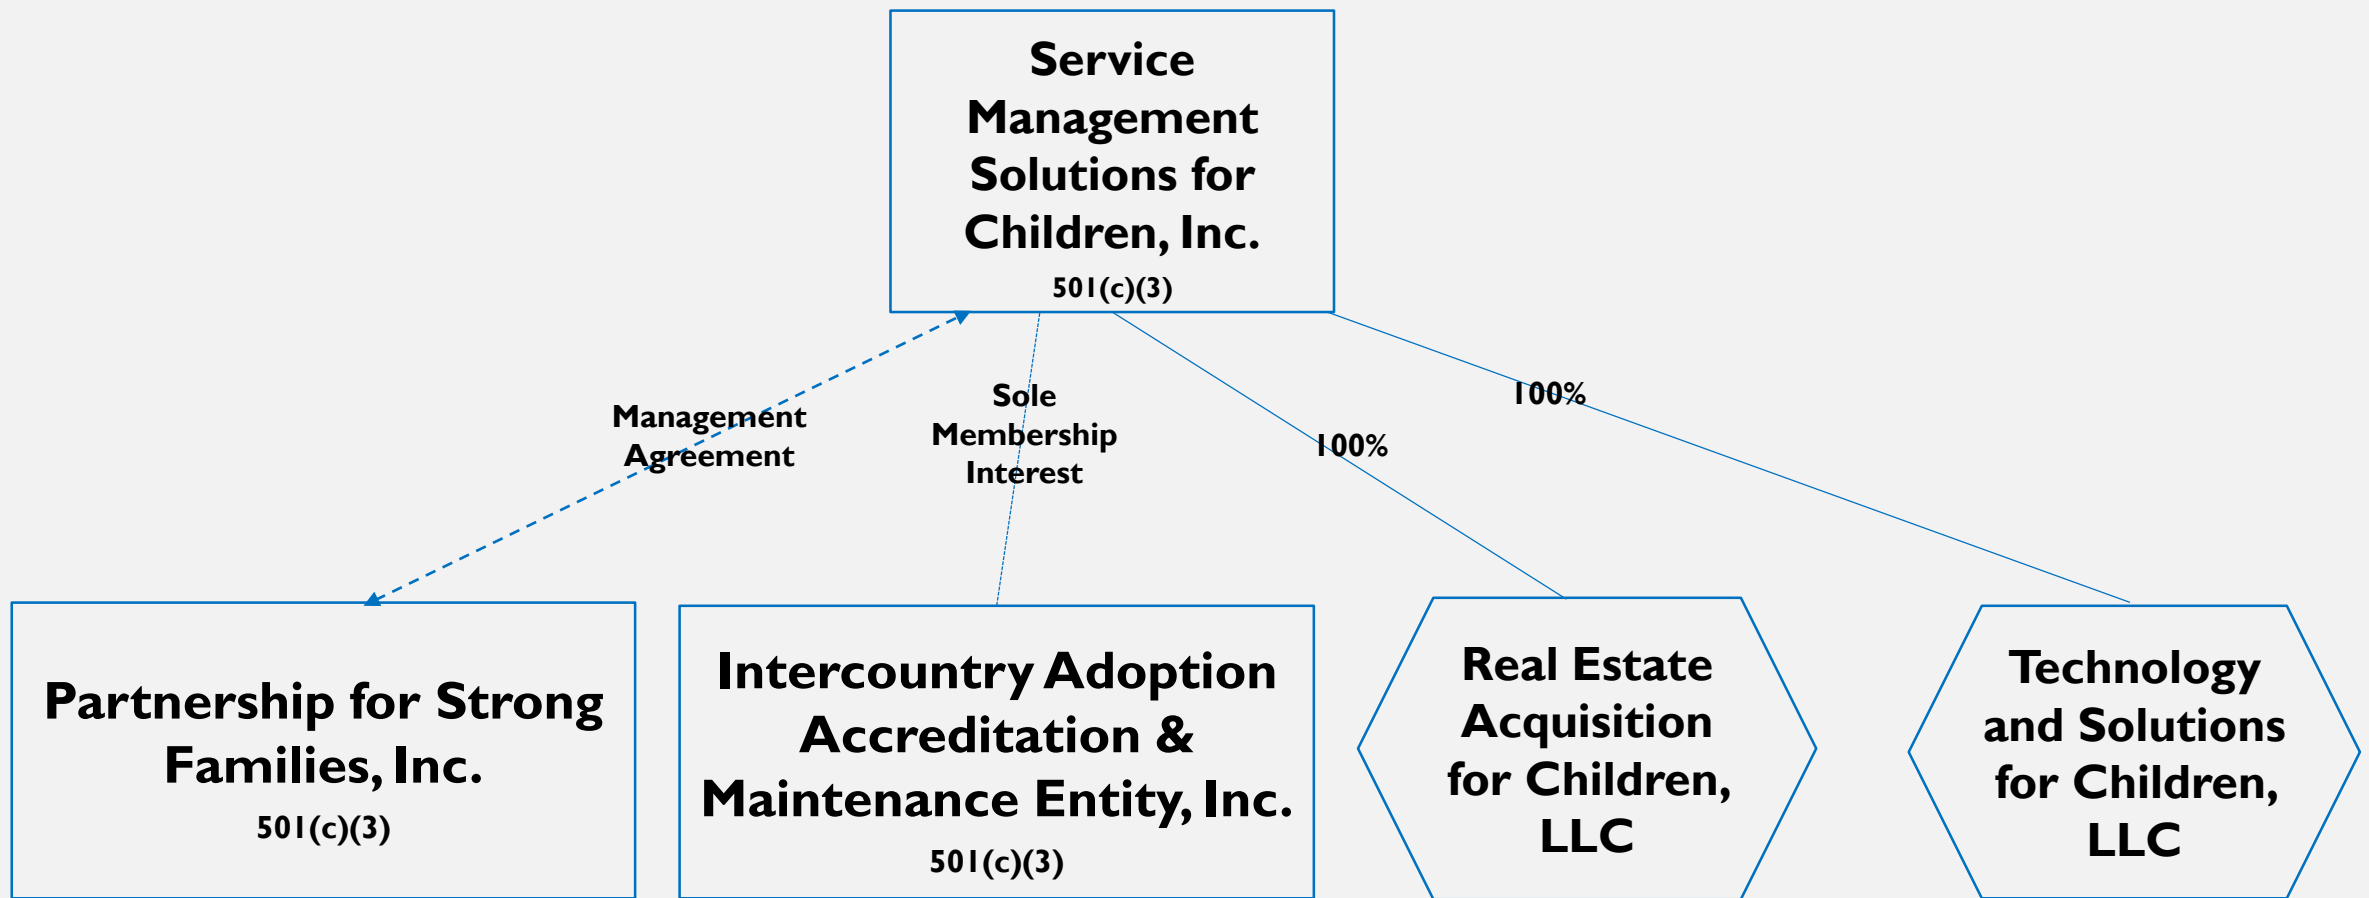 Service
Management
Solutions for
Children, Inc.
501(c)(3)
Management
Agreement
Sole
Membership
Interest
100%
100%
Partnership for Strong
Families, Inc.
501(c)(3)
Intercountry Adoption
Accreditation &
Maintenance Entity, Inc.
501(c)(3)
Real Estate
Acquisition
for Children,
LLC
Technology
and Solutions
for Children,
LLC